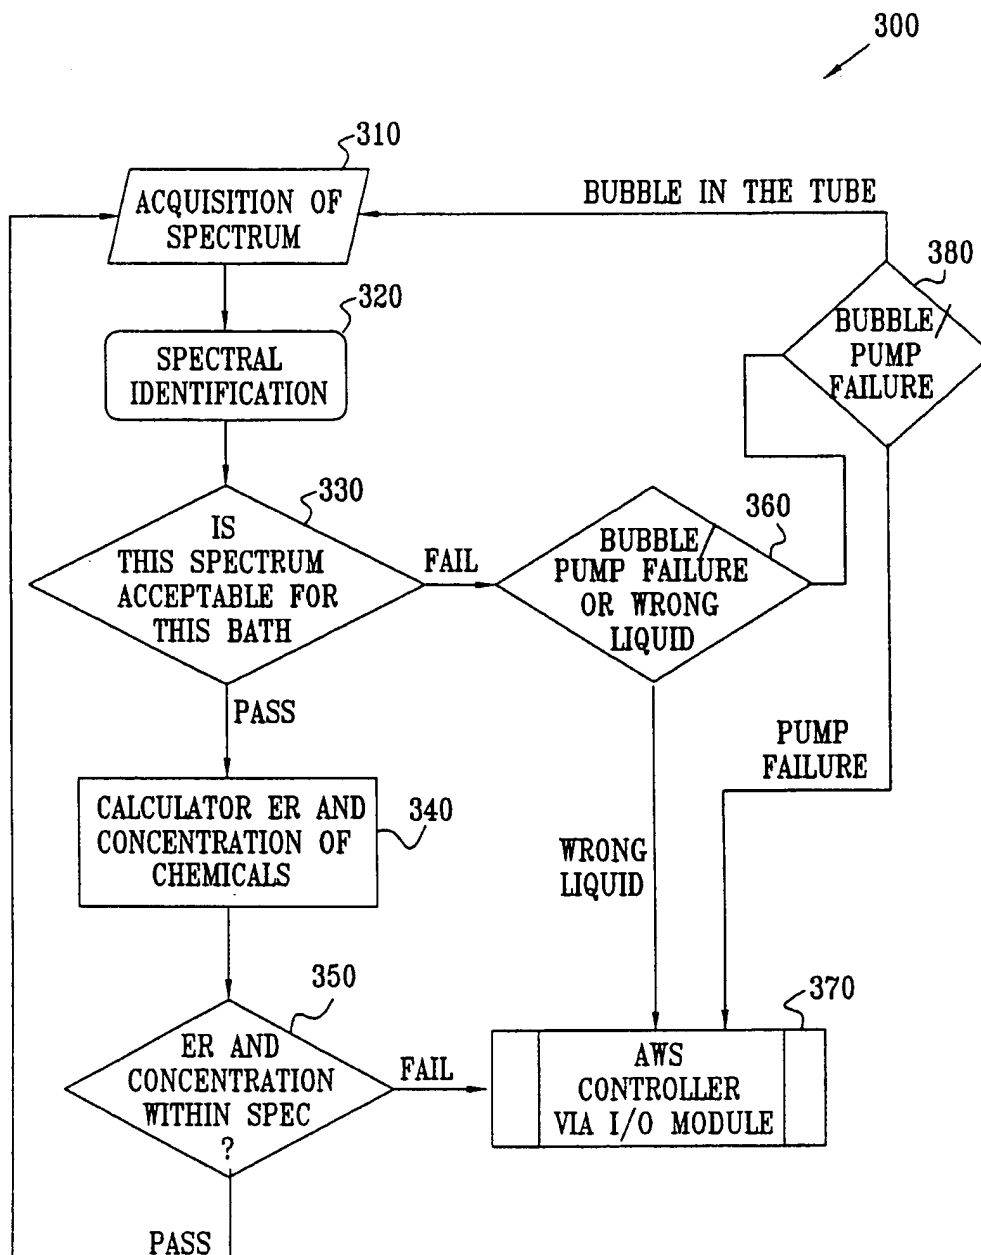 300
310
ACQUISITION OF
SPECTRUM
BUBBLE IN THE TUBE
380
BUBBLE/
PUMP
FAILURE
320
SPECTRAL
IDENTIFICATION
330
IS
THIS SPECTRUM
ACCEPTABLE FOR
THIS BATH
FAIL
360
BUBBLE/
PUMP FAILURE
OR WRONG
LIQUID
PASS
PUMP
FAILURE
340
CALCULATOR ER AND
CONCENTRATION OF
CHEMICALS
WRONG
LIQUID
350
ER AND
CONCENTRATION
WITHIN SPEC
?
FAIL
370
AWS
CONTROLLER
VIA I/O MODULE
PASS